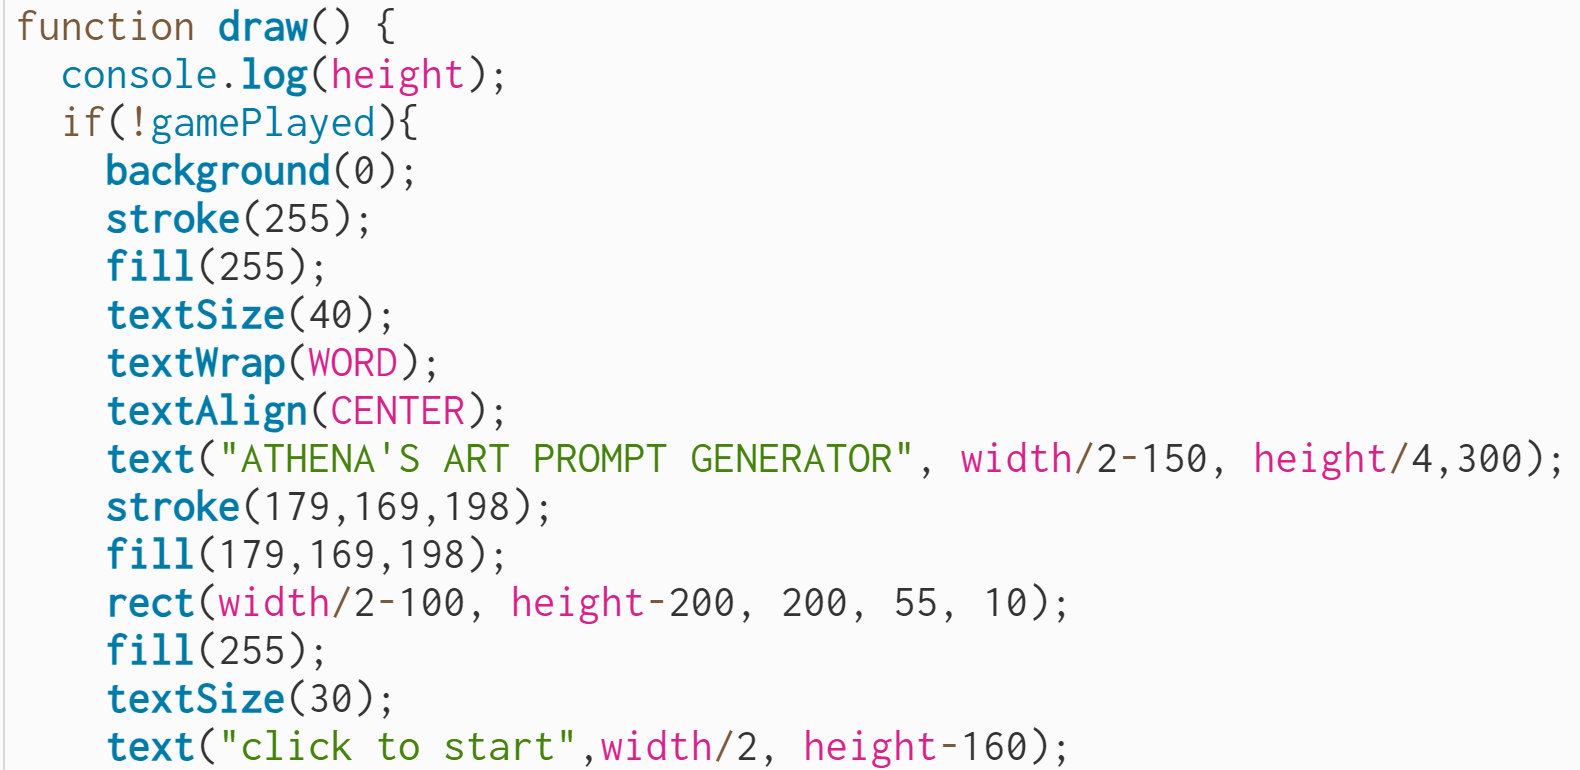 function draw() {
  console.log(height);
  if(!gamePlayed){
    background(0);
    stroke(255);
    fill(255);
    textSize(40);
    textWrap(WORD);
    textAlign(CENTER);
    text("ATHENA'S ART PROMPT GENERATOR", width/2-150, height/4,300);
    stroke(179,169,198);
    fill(179,169,198);
    rect(width/2-100, height-200, 200, 55, 10);
    fill(255);
    textSize(30);
    text("click to start",width/2, height-160);